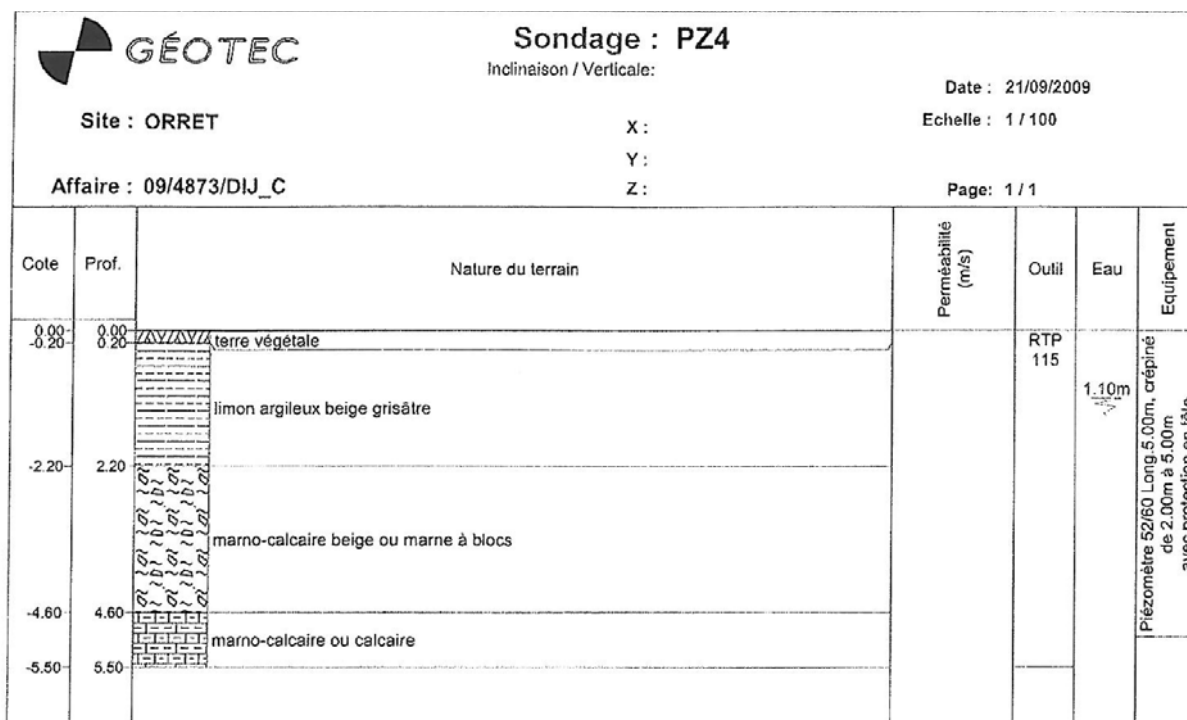 GÉOTEC
Sondage : PZ4
Inclinaison / Verticale:
Date : 21/09/2009
Site : ORRET
X :
Echelle : 1 / 100
Y :
Affaire : 09/4873/DIJ_C
Z :
Page: 1 / 1
Cote
Prof.
Nature du terrain
Perméabilité
(m/s)
Outil
Eau
Equipement
0.00
0.00
-0.20
0.20
terre végétale
RTP
115
1.10m
limon argileux beige grisâtre
-2.20
2.20
marno-calcaire beige ou marne à blocs
-4.60
4.60
marno-calcaire ou calcaire
-5.50
5.50
Piézomètre 52/60 Long.5.00m, crépiné
de 2.00m à 5.00m
avec protection en tête